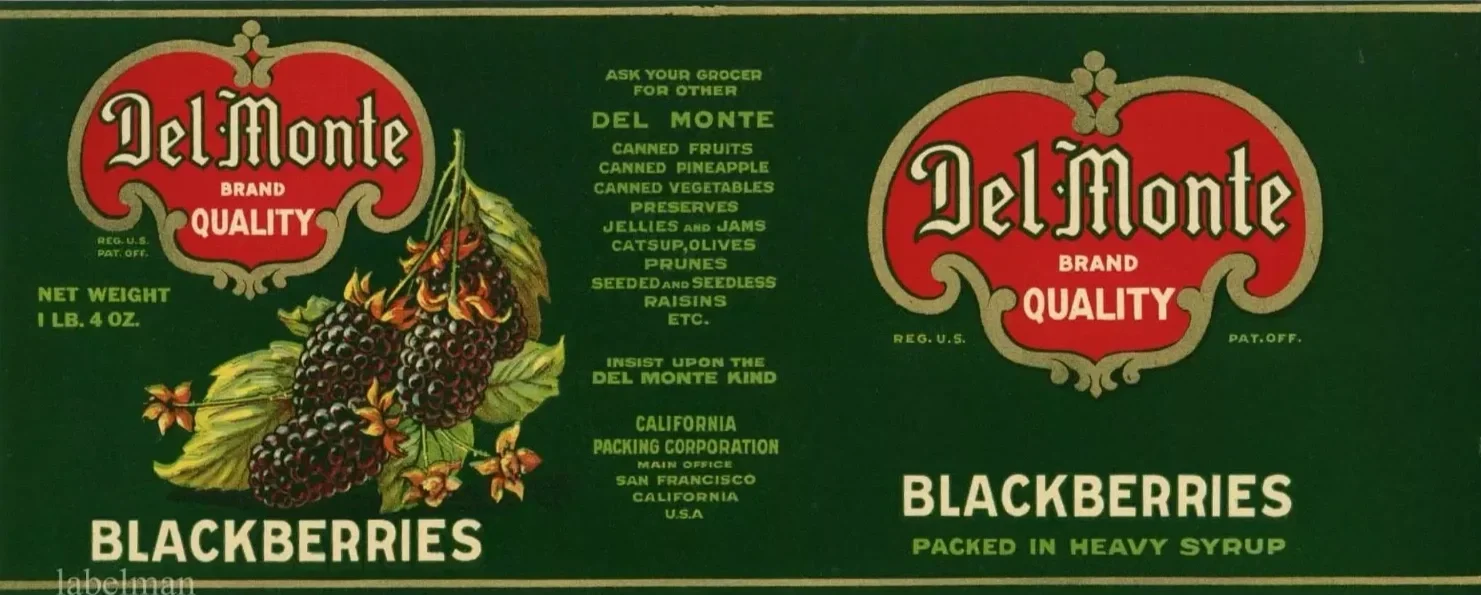 Del Monte
BRAND
QUALITY
REG. U.S.
PAT. OFF.
NET WEIGHT
1 LB. 4 OZ.
BLACKBERRIES
labelman
ASK YOUR GROCER
FOR OTHER
DEL MONTE
CANNED FRUITS
CANNED PINEAPPLE
CANNED VEGETABLES
PRESERVES
JELLIES AND JAMS
CATSUP, OLIVES
PRUNES
SEEDED AND SEEDLESS
RAISINS
ETC.
INSIST UPON THE
DEL MONTE KIND
CALIFORNIA
PACKING CORPORATION
MAIN OFFICE
SAN FRANCISCO
CALIFORNIA
U.S.A
Del Monte
BRAND
QUALITY
REG. U.S. PAT. OFF.
BLACKBERRIES
PACKED IN HEAVY SYRUP